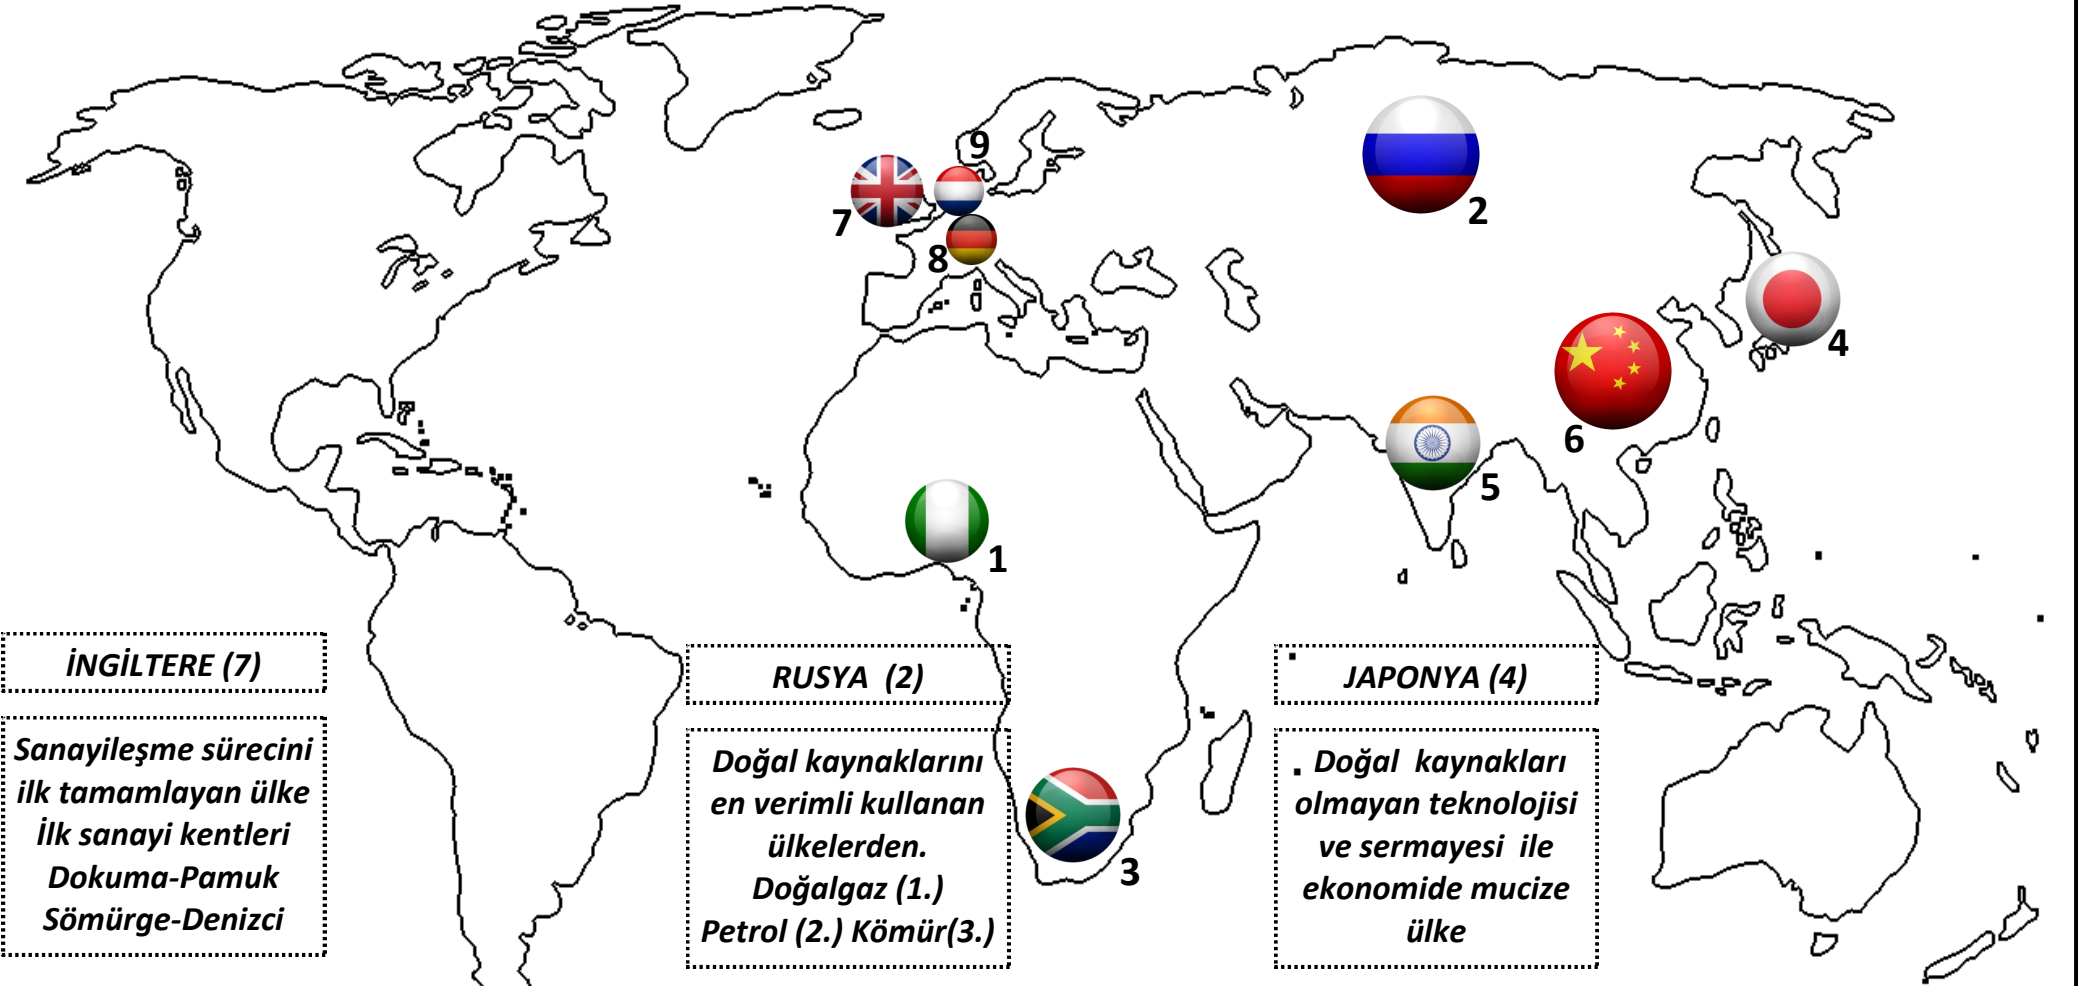 9
7
8
2
4
6
5
1
3
İNGİLTERE (7)
Sanayileşme sürecini
ilk tamamlayan ülke
İlk sanayi kentleri
Dokuma-Pamuk
Sömürge-Denizci
RUSYA (2)
Doğal kaynaklarını
en verimli kullanan
ülkelerden.
Doğalgaz (1.)
Petrol (2.) Kömür(3.)
JAPONYA (4)
Doğal kaynakları
olmayan teknolojisi
ve sermayesi ile
ekonomide mucize
ülke